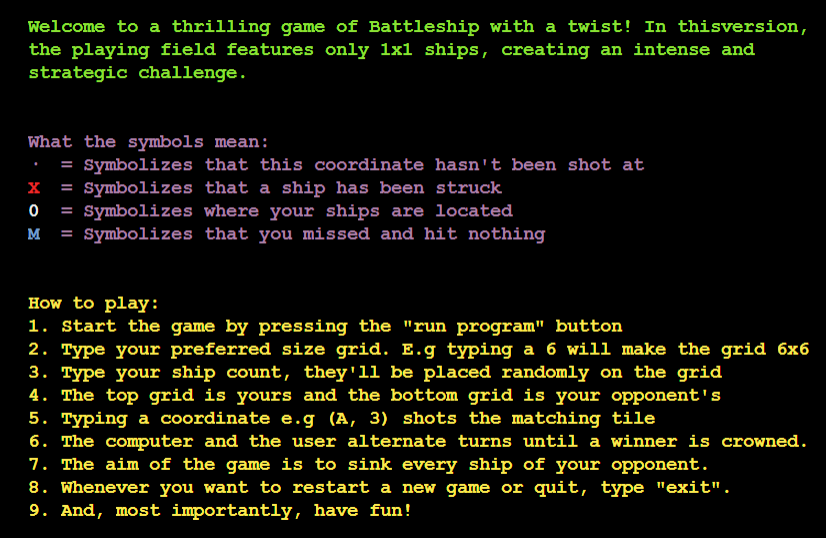 Welcome to a thrilling game of Battleship with a twist! In thisversion,
the playing field features only 1x1 ships, creating an intense and
strategic challenge.
What the symbols mean:
· = Symbolizes that this coordinate hasn't been shot at
X = Symbolizes that a ship has been struck
O = Symbolizes where your ships are located
M = Symbolizes that you missed and hit nothing
How to play:
1. Start the game by pressing the "run program" button
2. Type your preferred size grid. E.g typing a 6 will make the grid 6x6
3. Type your ship count, they'll be placed randomly on the grid
4. The top grid is yours and the bottom grid is your opponent's
5. Typing a coordinate e.g (A, 3) shots the matching tile
6. The computer and the user alternate turns until a winner is crowned.
7. The aim of the game is to sink every ship of your opponent.
8. Whenever you want to restart a new game or quit, type "exit".
9. And, most importantly, have fun!